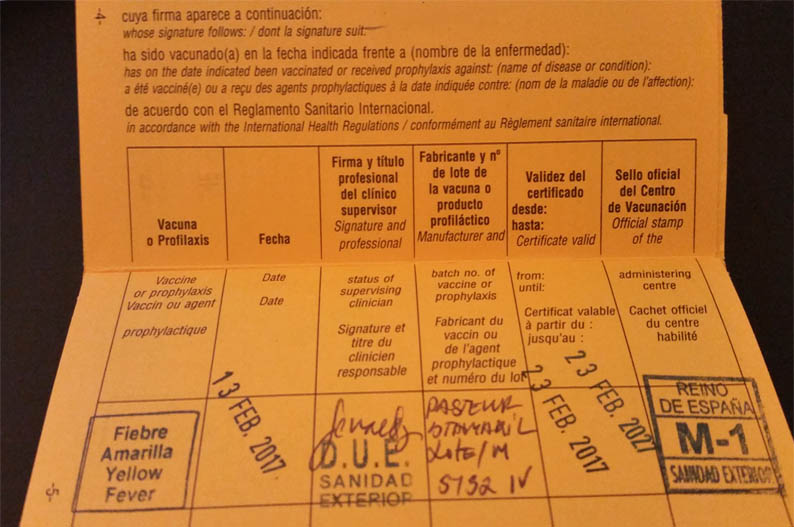 cuya firma aparece a continuación:
whose signature follows: / dont la signature suit:
ha sido vacunado(a) en la fecha indicada frente a (nombre de la enfermedad):
has on the date indicated been vaccinated or received prophylaxis against: (name of disease or condition):
a été vacciné(e) ou a reçu des agents prophylactiques à la date indiquée contre: (nom de la maladie ou de l'affection):
de acuerdo con el Reglamento Sanitario Internacional.
in accordance with the International Health Regulations / conformément au Règlement sanitaire international.
Vacuna
o Profilaxis
Fecha
Firma y título
profesional
del clínico
supervisor
Signature and
professional
Fabricante y nº
de lote de
la vacuna o
producto
profiláctico
Manufacturer and
Validez del
certificado
desde:
hasta:
Certificate valid
Sello oficial
del Centro
de Vacunación
Official stamp
of the
Vaccine
or prophylaxis
Vaccin ou agent
prophylactique
Date
Date
status of
supervising
clinician
Signature et
titre du
clinicien
responsable
batch no. of
vaccine or
prophylaxis
Fabricant du
vaccin ou
de l'agent
prophylactique
et numéro du lot
from:
until:
Certificat valable
à partir du :
jusqu'au :
administering
centre
Cachet officiel
du centre
habilité
Fiebre
Amarilla
Yellow
Fever
13 FEB. 2017
D.U.E.
SANIDAD
EXTERIOR
PASTEUR
STAMARIL
Lote/M
5192 IV
23 FEB. 2017
23 FEB. 2027
REINO
DE ESPAÑA
M-1
SANIDAD EXTERIOR